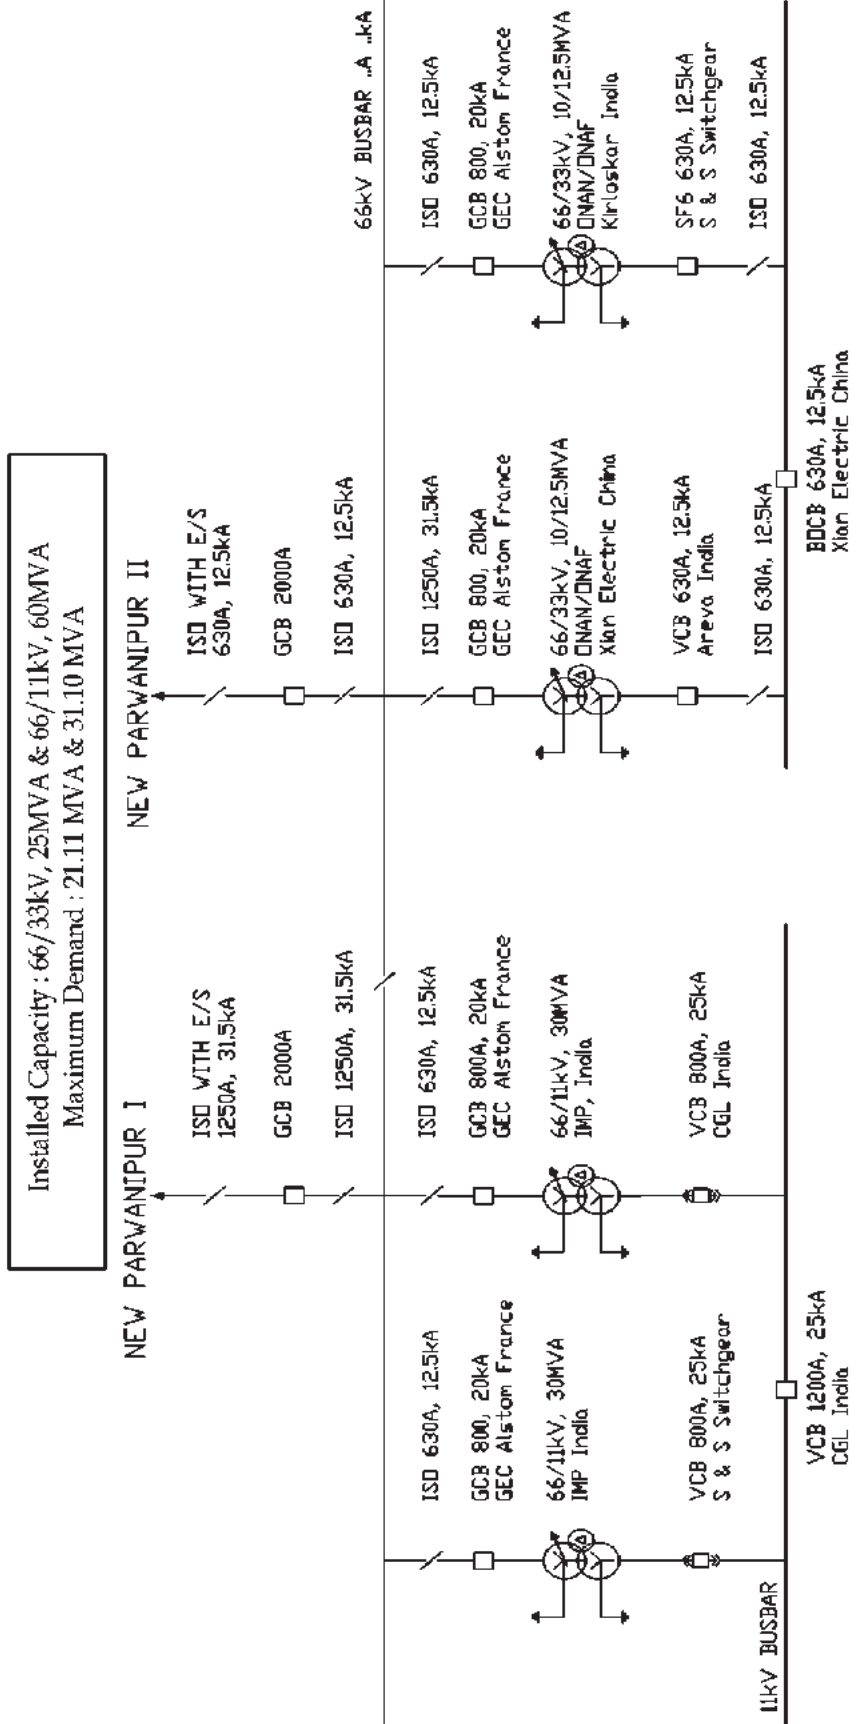 Installed Capacity : 66/33kV, 25MVA & 66/11kV, 60MVA
Maximum Demand : 21.11 MVA & 31.10 MVA
NEW PARWANIPUR I
NEW PARWANIPUR II
ISO WITH E/S
1250A, 31.5kA
ISO WITH E/S
630A, 12.5kA
GCB 2000A
GCB 2000A
ISO 1250A, 31.5kA
ISO 630A, 12.5kA
66kV BUSBAR ..A ..kA
ISO 630A, 12.5kA
ISO 630A, 12.5kA
ISO 1250A, 31.5kA
ISO 630A, 12.5kA
GCB 800, 20kA
GEC Alstom France
GCB 800A, 20kA
GEC Alstom France
GCB 800, 20kA
GEC Alstom France
GCB 800, 20kA
GEC Alstom France
66/11kV, 30MVA
IMP India
66/11kV, 30MVA
IMP, India
66/33kV, 10/12.5MVA
ONAN/ONAF
Xian Electric China
66/33kV, 10/12.5MVA
ONAN/ONAF
Kirloskar India
VCB 800A, 25kA
S & S Switchgear
VCB 800A, 25kA
CGL India
VCB 630A, 12.5kA
Areva India
SF6 630A, 12.5kA
S & S Switchgear
ISO 630A, 12.5kA
ISO 630A, 12.5kA
11kV BUSBAR
VCB 1200A, 25kA
CGL India
BDCB 630A, 12.5kA
Xian Electric China